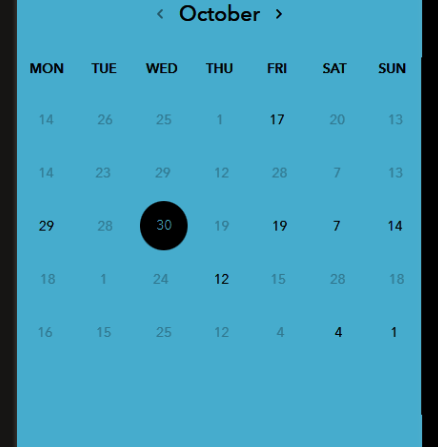 ‹ October ›
MON TUE WED THU FRI SAT SUN
14 26 25 1 17 20 13
14 23 29 12 28 7 13
29 28 30 19 19 7 14
18 1 24 12 15 28 18
16 15 25 12 4 4 1